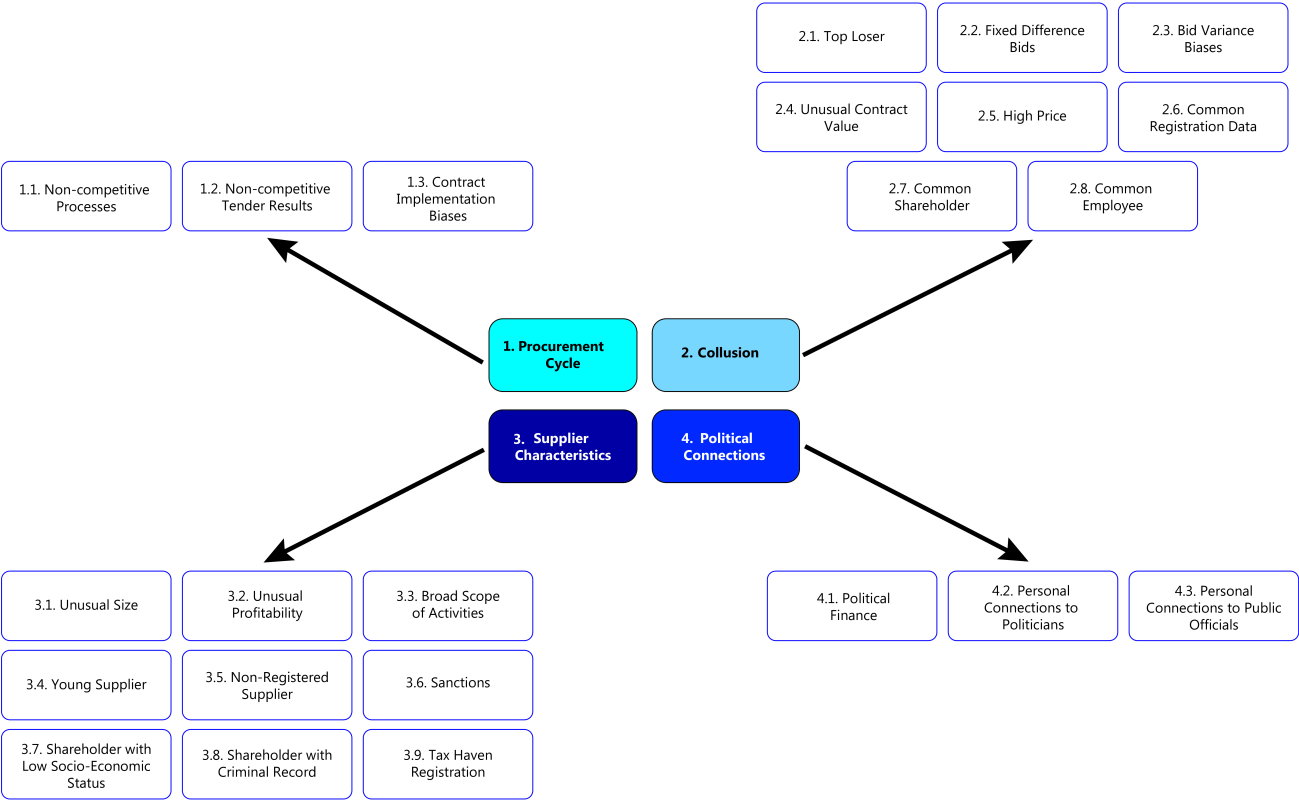 2.1. Top Loser
2.2. Fixed Difference
Bids
2.3. Bid Variance
Biases
2.4. Unusual Contract
Value
2.5. High Price
2.6. Common
Registration Data
1.1. Non-competitive
Processes
1.2. Non-competitive
Tender Results
1.3. Contract
Implementation
Biases
2.7. Common
Shareholder
2.8. Common
Employee
1. Procurement
Cycle
2. Collusion
3. Supplier
Characteristics
4. Political
Connections
3.1. Unusual Size
3.2. Unusual
Profitability
3.3. Broad Scope
of Activities
4.1. Political
Finance
4.2. Personal
Connections to
Politicians
4.3. Personal
Connections to Public
Officials
3.4. Young Supplier
3.5. Non-Registered
Supplier
3.6. Sanctions
3.7. Shareholder with
Low Socio-Economic
Status
3.8. Shareholder with
Criminal Record
3.9. Tax Haven
Registration